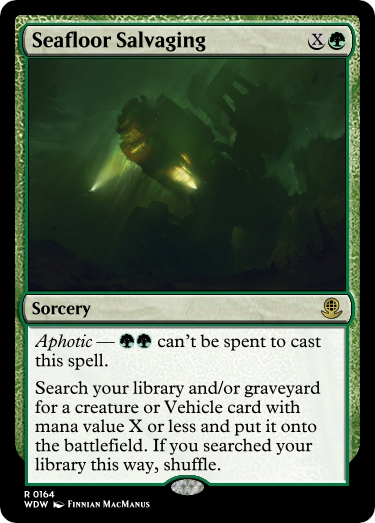 Seafloor Salvaging X
Sorcery
Aphotic — can't be spent to cast
this spell.
Search your library and/or graveyard
for a creature or Vehicle card with
mana value X or less and put it onto
the battlefield. If you searched your
library this way, shuffle.
R 0164
WDW Finnian MacManus